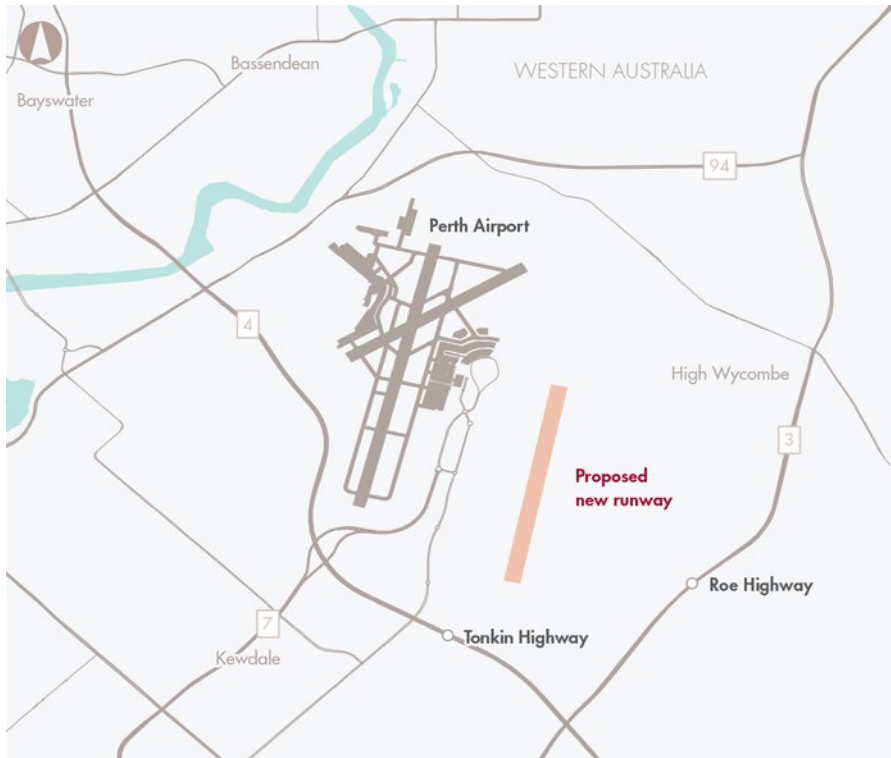 Bassendean
WESTERN AUSTRALIA
Bayswater
94
Perth Airport
4
High Wycombe
3
Proposed
new runway
Roe Highway
7
Tonkin Highway
Kewdale